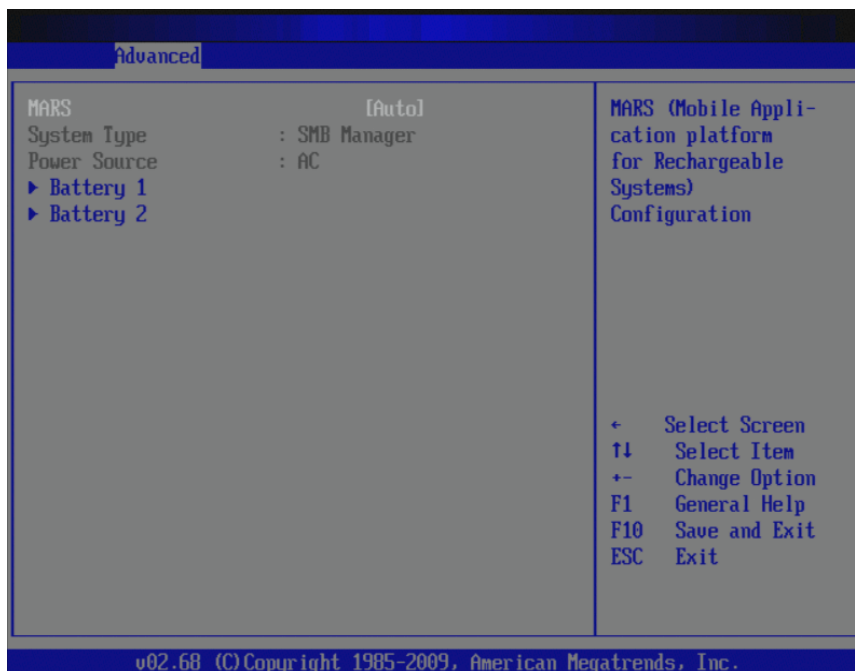 Advanced
MARS [Auto]
System Type : SMB Manager
Power Source : AC
Battery 1
Battery 2
MARS (Mobile Appli-
cation platform
for Rechargeable
Systems)
Configuration
← Select Screen
↑↓ Select Item
+- Change Option
F1 General Help
F10 Save and Exit
ESC Exit
v02.68 (C)Copyright 1985-2009, American Megatrends, Inc.